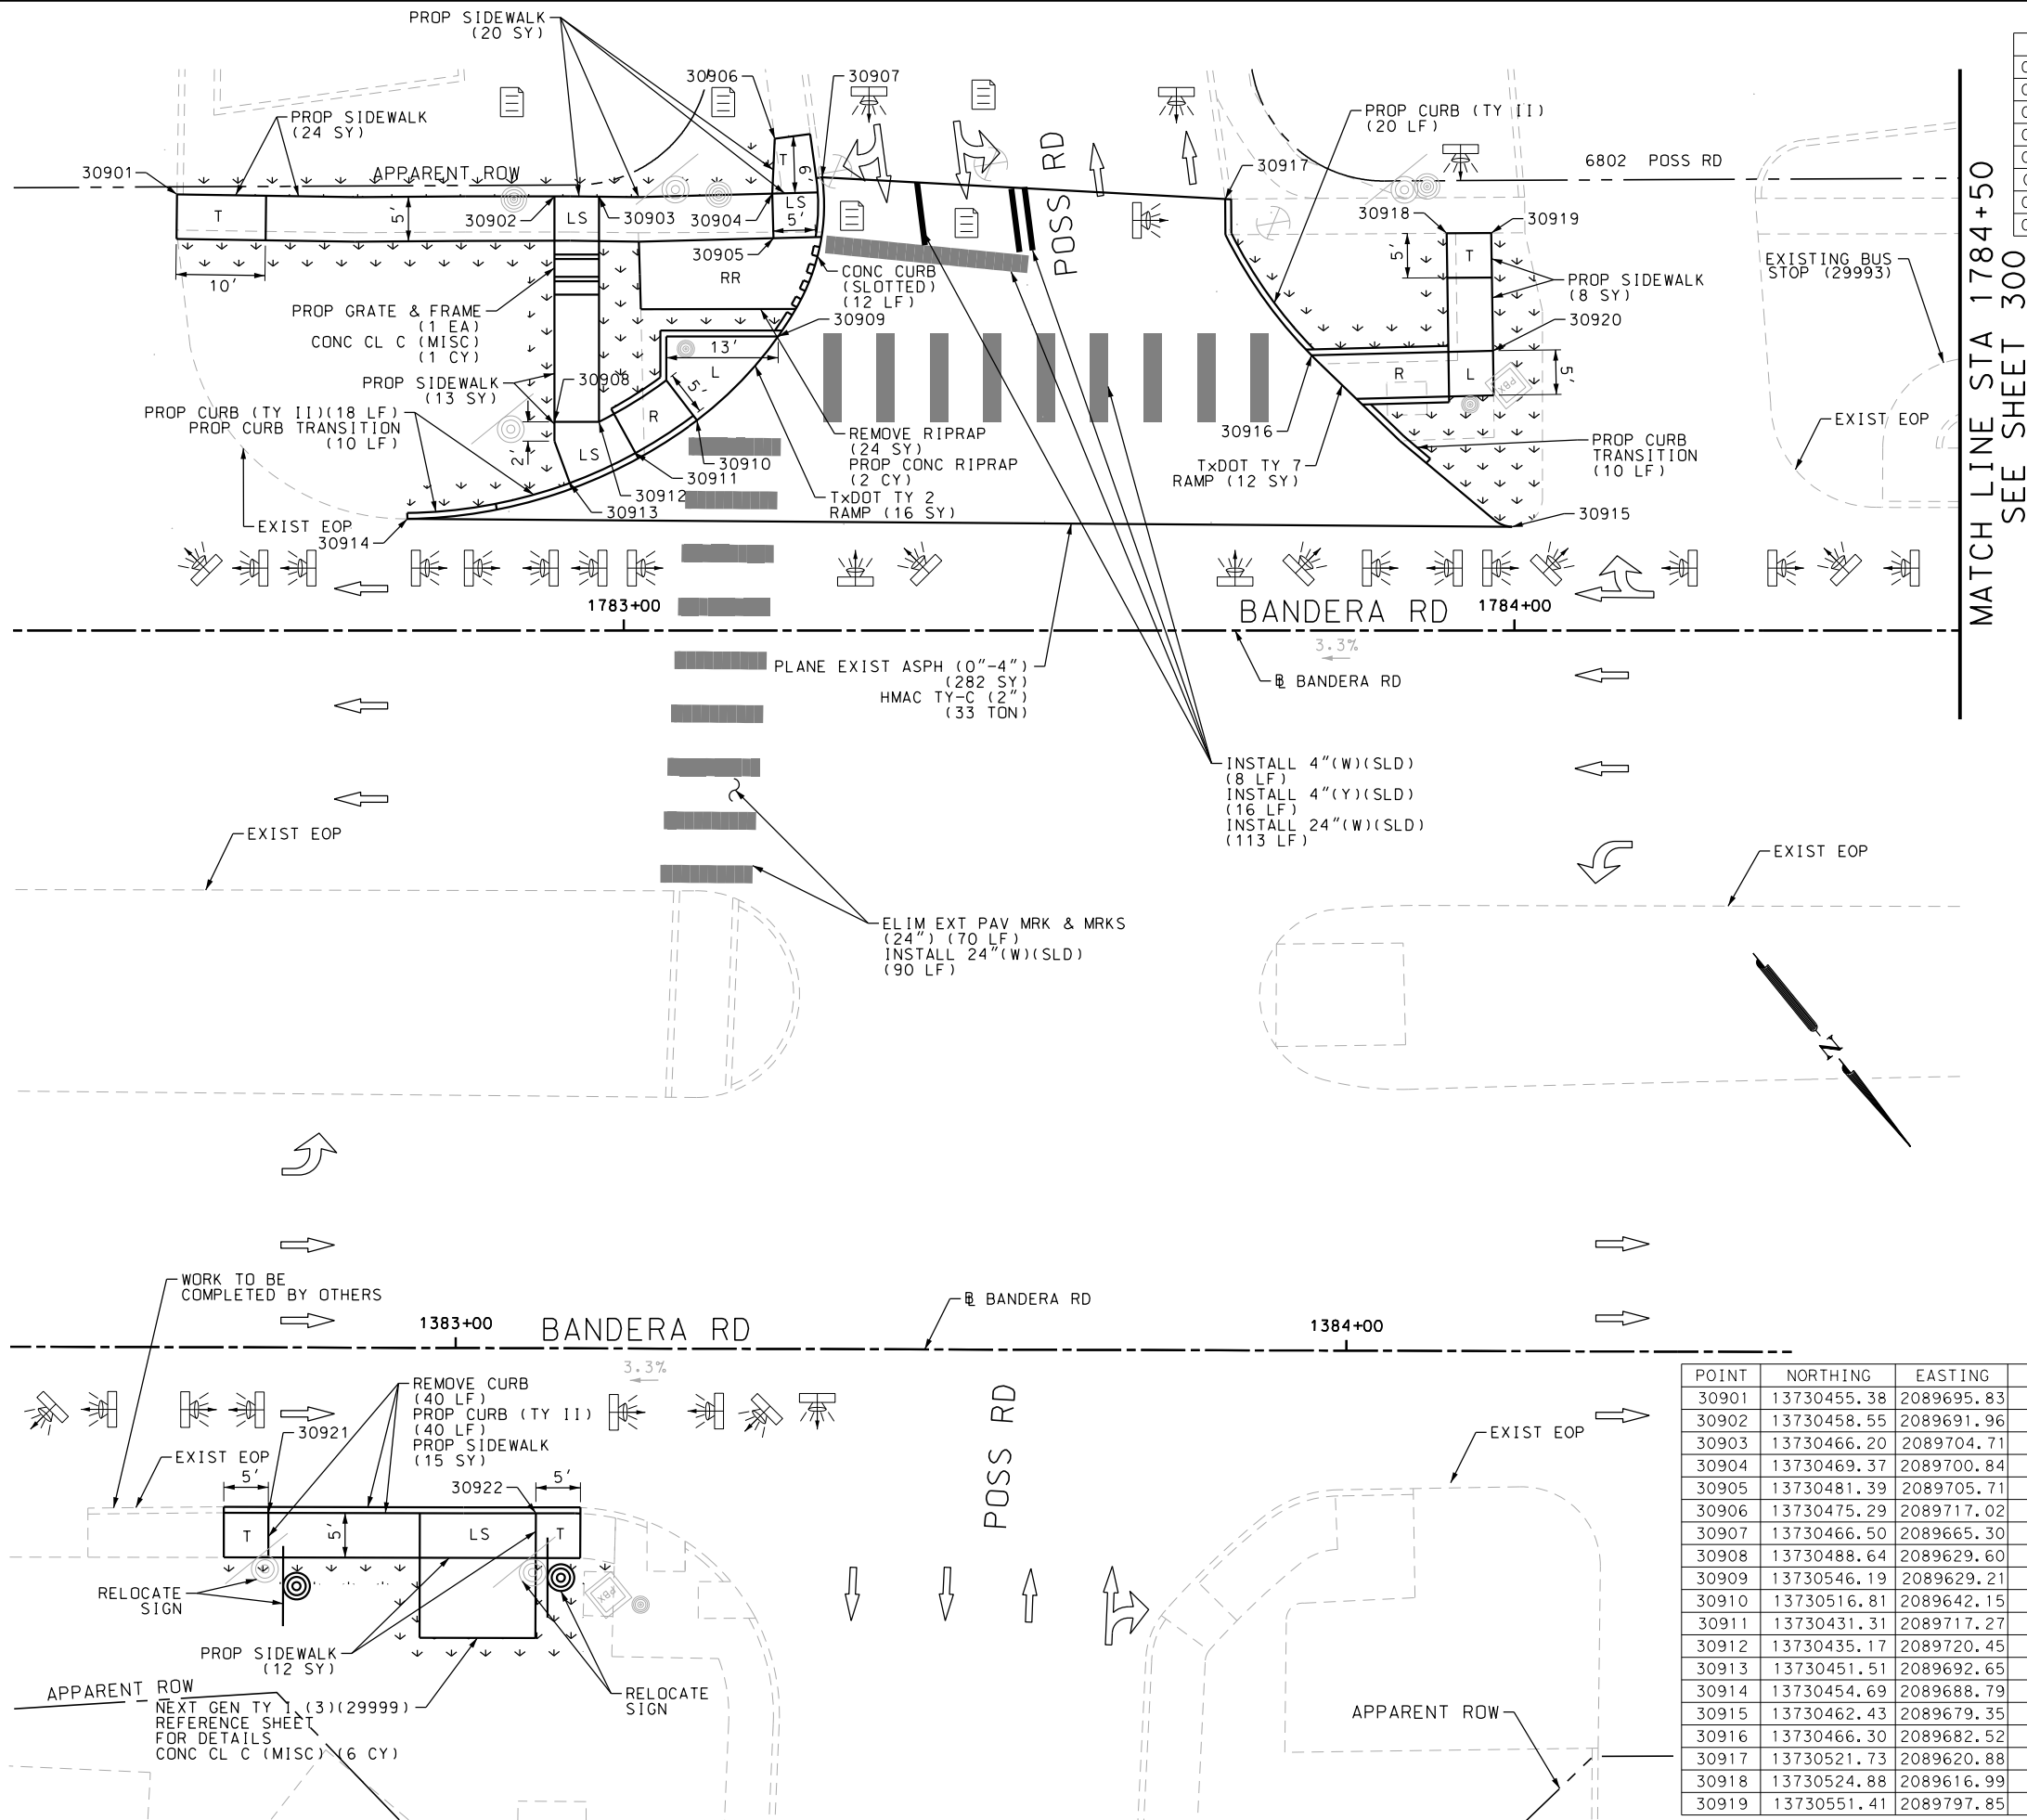 PROP SIDEWALK
(20 SY)
30906
30907
PROP SIDEWALK
(24 SY)
PROP CURB (TY II)
(20 LF)
30901
APPARENT ROW
T
6'
30917
6802 POSS RD
POSS RD
T
5'
30902
LS
30903
30904
LS
5'
30905
30918
30919
10'
RR
CONC CURB
(SLOTTED)
(12 LF)
5'
T
PROP SIDEWALK
(8 SY)
EXISTING BUS
STOP (29993)
PROP GRATE & FRAME
(1 EA)
CONC CL C (MISC)
(1 CY)
30909
30920
13'
L
PROP SIDEWALK
(13 SY)
30908
5'
R
L
5'
PBX
PROP CURB (TY II)(18 LF)
PROP CURB TRANSITION
(10 LF)
R
2'
LS
REMOVE RIPRAP
(24 SY)
PROP CONC RIPRAP
(2 CY)
30916
EXIST EOP
PROP CURB
TRANSITION
(10 LF)
30910
30911
30912
30913
TxDOT TY 2
RAMP (16 SY)
TxDOT TY 7
RAMP (12 SY)
EXIST EOP
30914
30915
MATCH LINE STA 1784+50
SEE SHEET 300
1783+00
BANDERA RD
1784+00
3.3%
PLANE EXIST ASPH (0"-4")
(282 SY)
HMAC TY-C (2")
(33 TON)
BANDERA RD
INSTALL 4"(W)(SLD)
(8 LF)
INSTALL 4"(Y)(SLD)
(16 LF)
INSTALL 24"(W)(SLD)
(113 LF)
EXIST EOP
EXIST EOP
ELIM EXT PAV MRK & MRKS
(24") (70 LF)
INSTALL 24"(W)(SLD)
(90 LF)
N
WORK TO BE
COMPLETED BY OTHERS
BANDERA RD
1383+00
BANDERA RD
1384+00
3.3%
REMOVE CURB
(40 LF)
PROP CURB (TY II)
(40 LF)
PROP SIDEWALK
(15 SY)
POSS RD
30921
EXIST EOP
EXIST EOP
5'
30922
5'
T
5'
LS
T
RELOCATE
SIGN
PBX
PROP SIDEWALK
(12 SY)
APPARENT ROW
NEXT GEN TY I (3)(29999)
REFERENCE SHEET
FOR DETAILS
CONC CL C (MISC) (6 CY)
RELOCATE
SIGN
APPARENT ROW
POINT NORTHING EASTING
30901 13730455.38 2089695.83
30902 13730458.55 2089691.96
30903 13730466.20 2089704.71
30904 13730469.37 2089700.84
30905 13730481.39 2089705.71
30906 13730475.29 2089717.02
30907 13730466.50 2089665.30
30908 13730488.64 2089629.60
30909 13730546.19 2089629.21
30910 13730516.81 2089642.15
30911 13730431.31 2089717.27
30912 13730435.17 2089720.45
30913 13730451.51 2089692.65
30914 13730454.69 2089688.79
30915 13730462.43 2089679.35
30916 13730466.30 2089682.52
30917 13730521.73 2089620.88
30918 13730524.88 2089616.99
30919 13730551.41 2089797.85